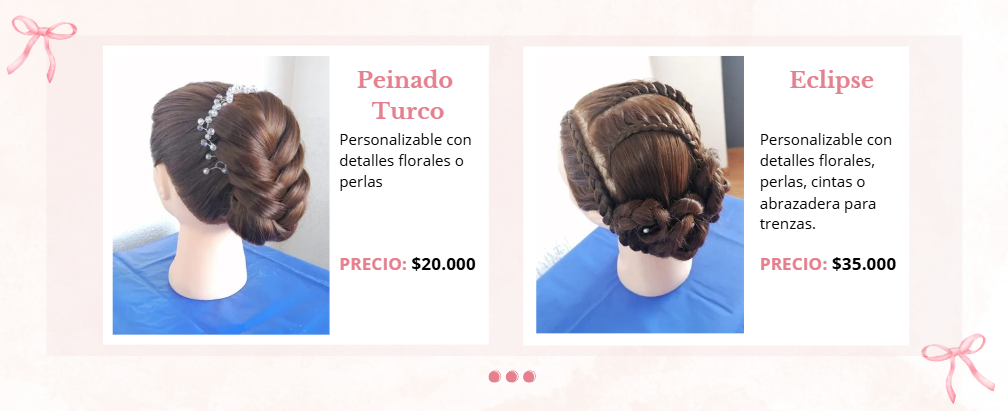 Peinado
Turco
Personalizable con
detalles florales o
perlas
PRECIO: $20.000
Eclipse
Personalizable con
detalles florales,
perlas, cintas o
abrazadera para
trenzas.
PRECIO: $35.000